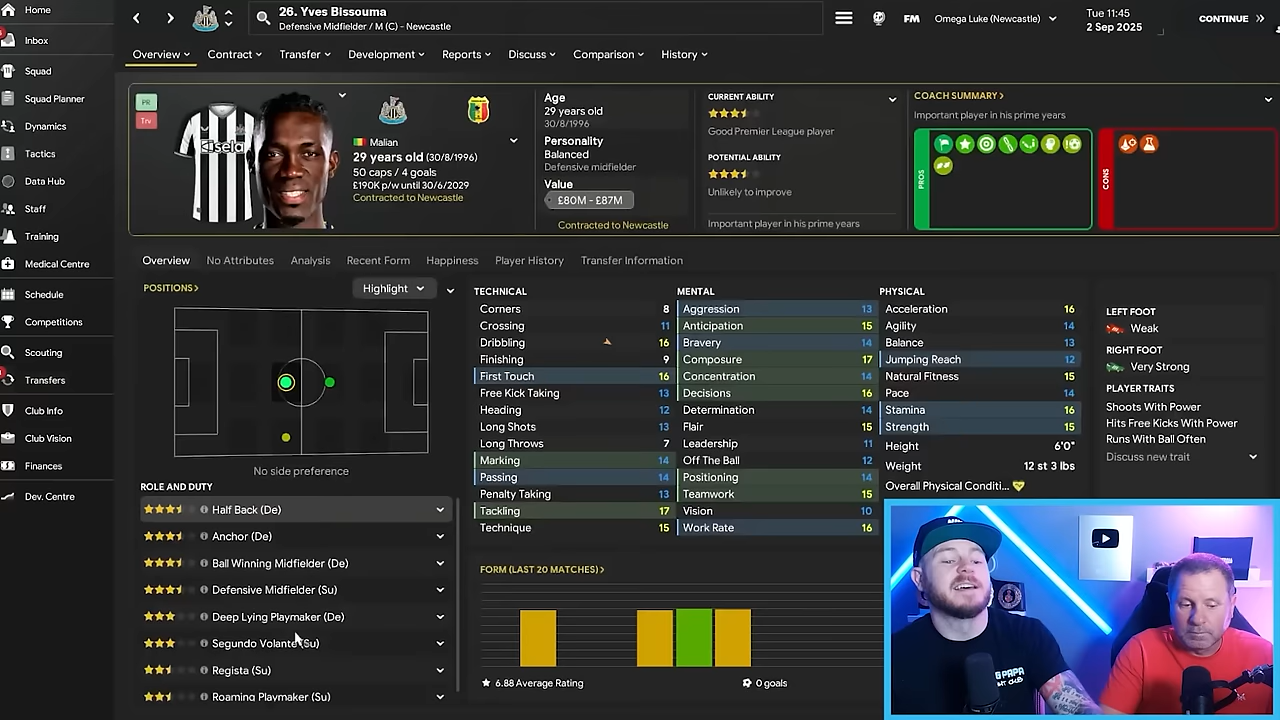 Home
Inbox
Squad
Squad Planner
Dynamics
Tactics
Data Hub
Staff
Training
Medical Centre
Schedule
Competitions
Scouting
Transfers
Club Info
Club Vision
Finances
Dev. Centre
26. Yves Bissouma
Defensive Midfielder / M (C) - Newcastle
FM
Omega Luke (Newcastle)
Tue 11:45
2 Sep 2025
CONTINUE
Overview
Contract
Transfer
Development
Reports
Discuss
Comparison
History
PR
Trv
Malian
29 years old (30/8/1996)
50 caps / 4 goals
£190K p/w until 30/6/2029
Contracted to Newcastle
Age
29 years old
30/8/1996
Personality
Balanced
Defensive midfielder
Value
£80M - £87M
Contracted to Newcastle
CURRENT ABILITY
Good Premier League player
POTENTIAL ABILITY
Unlikely to improve
Important player in his prime years
COACH SUMMARY >
Important player in his prime years
PROS
CONS
Overview
No Attributes
Analysis
Recent Form
Happiness
Player History
Transfer Information
POSITIONS >
Highlight
No side preference
ROLE AND DUTY
Half Back (De)
Anchor (De)
Ball Winning Midfielder (De)
Defensive Midfielder (Su)
Deep Lying Playmaker (De)
Segundo Volante (Su)
Regista (Su)
Roaming Playmaker (Su)
TECHNICAL
Corners 8
Crossing 11
Dribbling 16
Finishing 9
First Touch 16
Free Kick Taking 13
Heading 12
Long Shots 13
Long Throws 7
Marking 14
Passing 14
Penalty Taking 13
Tackling 17
Technique 15
MENTAL
Aggression 13
Anticipation 15
Bravery 14
Composure 17
Concentration 14
Decisions 16
Determination 14
Flair 15
Leadership 11
Off The Ball 12
Positioning 14
Teamwork 15
Vision 10
Work Rate 16
PHYSICAL
Acceleration 16
Agility 14
Balance 13
Jumping Reach 12
Natural Fitness 15
Pace 14
Stamina 16
Strength 15
Height 6'0"
Weight 12 st 3 lbs
Overall Physical Conditi...
LEFT FOOT
Weak
RIGHT FOOT
Very Strong
PLAYER TRAITS
Shoots With Power
Hits Free Kicks With Power
Runs With Ball Often
Discuss new trait
FORM (LAST 20 MATCHES) >
6.88 Average Rating
0 goals